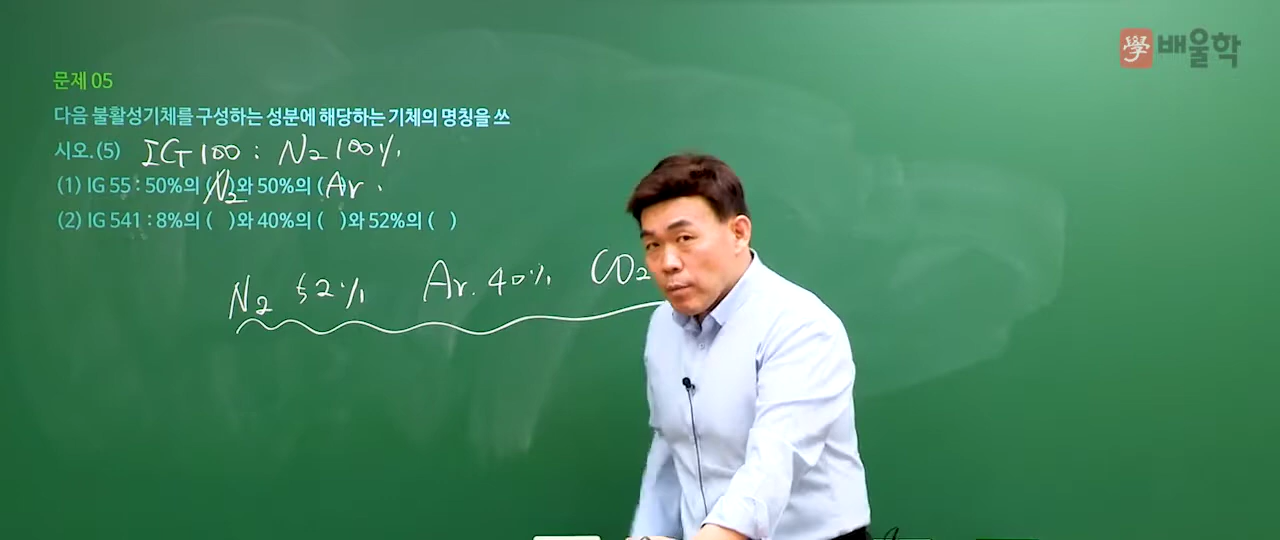 學 배울학
문제 05
다음 불활성기체를 구성하는 성분에 해당하는 기체의 명칭을 쓰
시오.(5) IG 100 : N₂ 100%
(1) IG 55 : 50%의 (N₂)와 50%의 (Ar)
(2) IG 541 : 8%의 ( )와 40%의 ( )와 52%의 ( )
N₂ 52% Ar. 40% CO₂